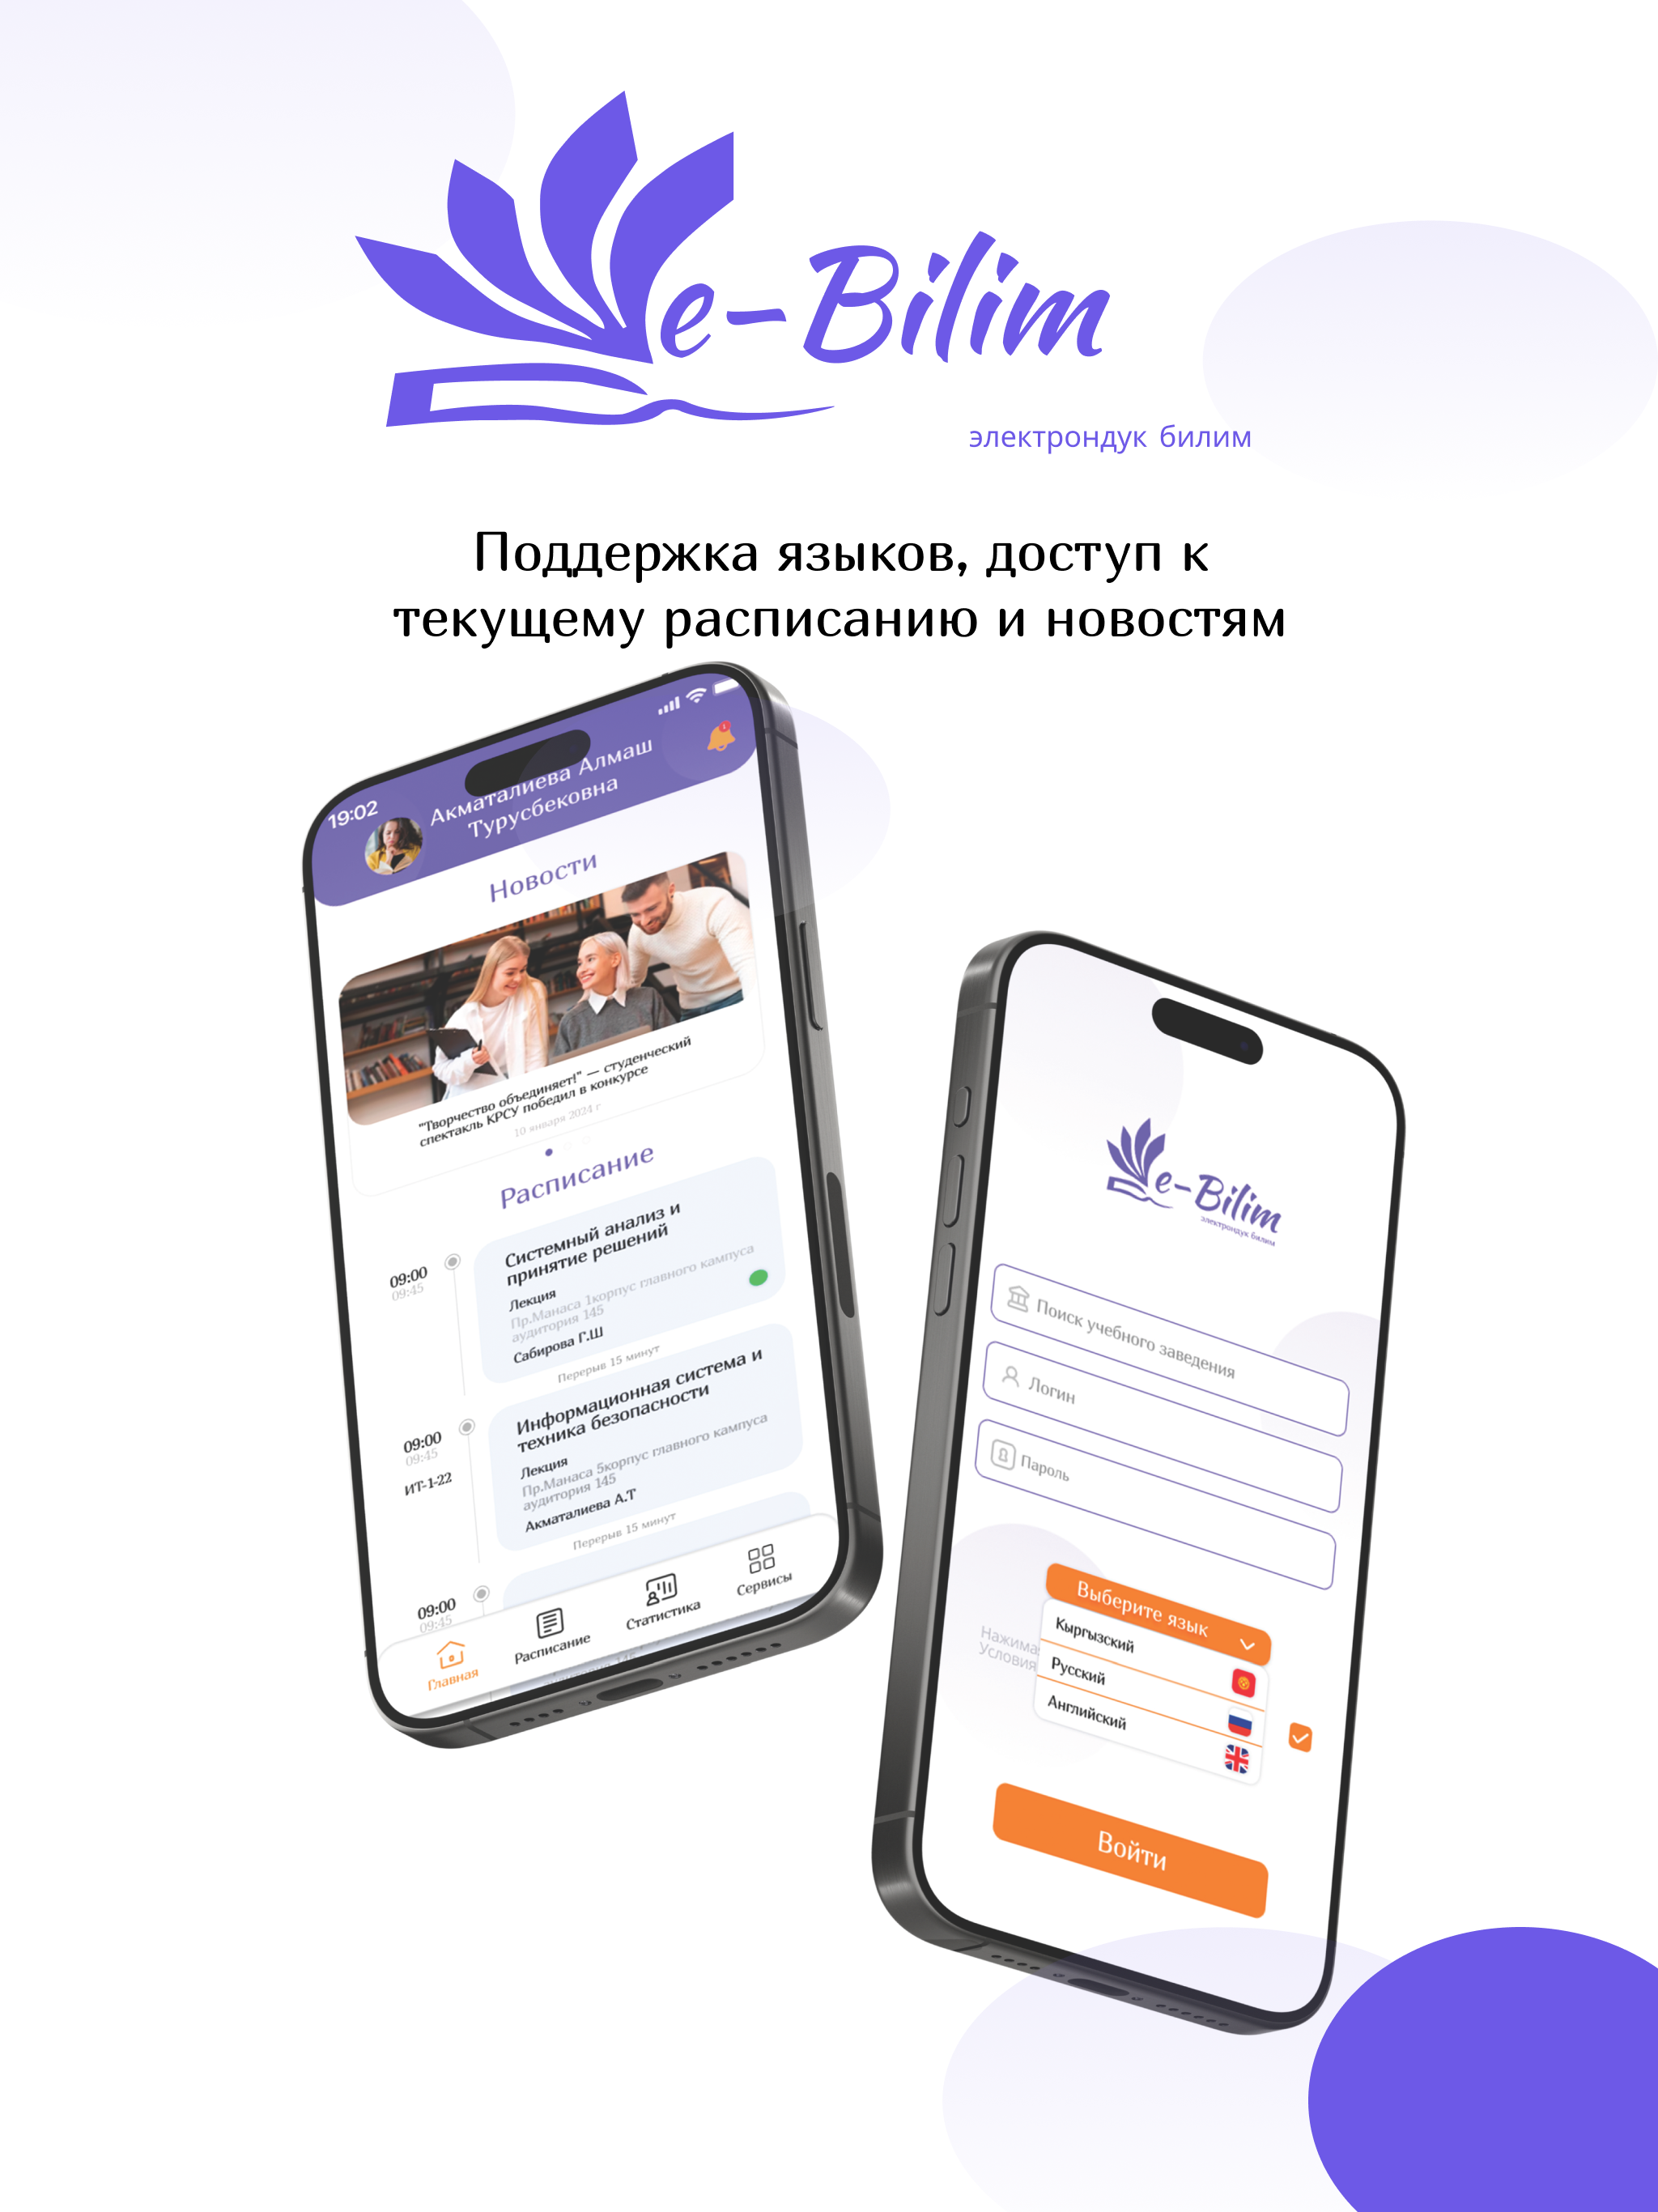 e-Bilim
электрондук билим
Поддержка языков, доступ к
текущему расписанию и новостям
19:02
Акматалиева Алмаш
Турусбековна
Новости
"Творчество объединяет!" — студенческий
спектакль КРСУ победил в конкурсе
10 января 2024 г
Расписание
09:00
09:45
Системный анализ и
принятие решений
Лекция
Пр.Манаса 1корпус главного кампуса
аудитория 145
Сабирова Г.Ш
Перерыв 15 минут
09:00
09:45
ИТ-1-22
Информационная система и
техника безопасности
Лекция
Пр.Манаса 5корпус главного кампуса
аудитория 145
Акматалиева А.Т
Перерыв 15 минут
09:00
09:45
Главная
Расписание
Статистика
Сервисы
e-Bilim
электрондук билим
Поиск учебного заведения
Логин
Пароль
Выберите язык
Кыргызский
Русский
Английский
Условия
Войти